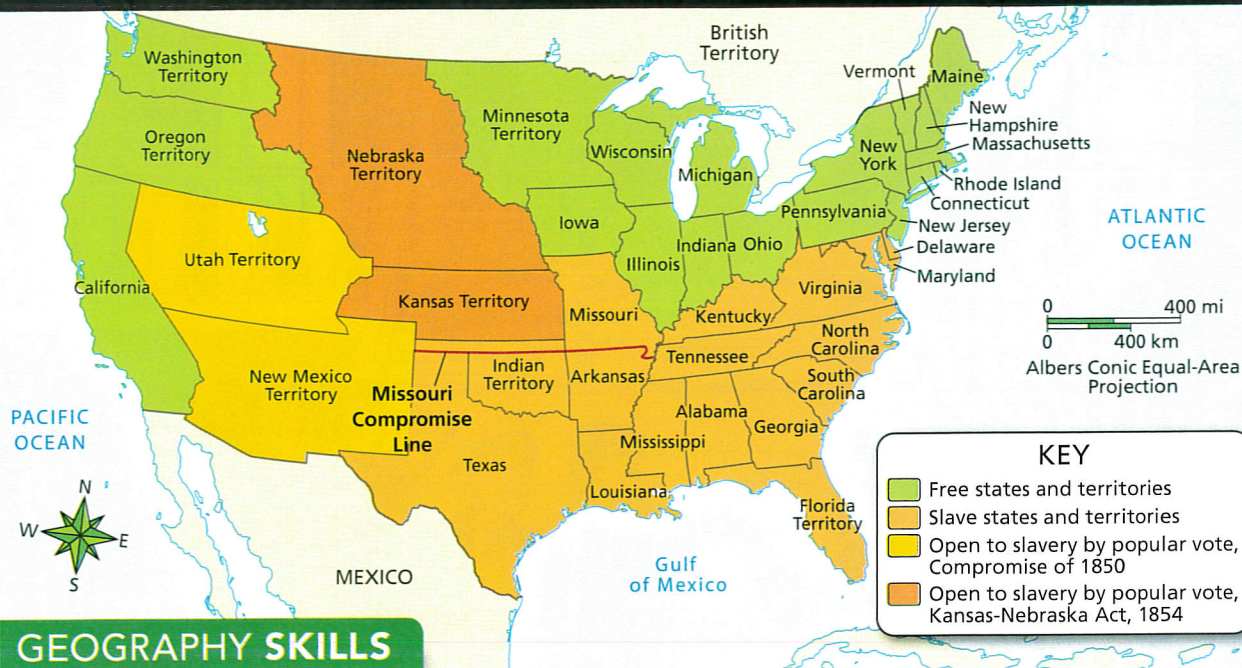 British
Territory
Washington
Territory
Vermont
Maine
New
Hampshire
Massachusetts
Minnesota
Territory
Oregon
Territory
Nebraska
Territory
Wisconsin
New
York
Michigan
Rhode Island
Connecticut
Iowa
Pennsylvania
New Jersey
ATLANTIC
OCEAN
Delaware
Maryland
Utah Territory
Indiana
Ohio
Illinois
California
Kansas Territory
Missouri
Virginia
Kentucky
0 400 mi
0 400 km
Albers Conic Equal-Area
Projection
North
Carolina
Tennessee
Indian
Territory
Arkansas
New Mexico
Territory
Missouri
Compromise
Line
South
Carolina
PACIFIC
OCEAN
Alabama
Georgia
Mississippi
Texas
Louisiana
Florida
Territory
N
W
E
S
MEXICO
Gulf
of Mexico
KEY
Free states and territories
Slave states and territories
Open to slavery by popular vote,
Compromise of 1850
Open to slavery by popular vote,
Kansas-Nebraska Act, 1854
GEOGRAPHY SKILLS